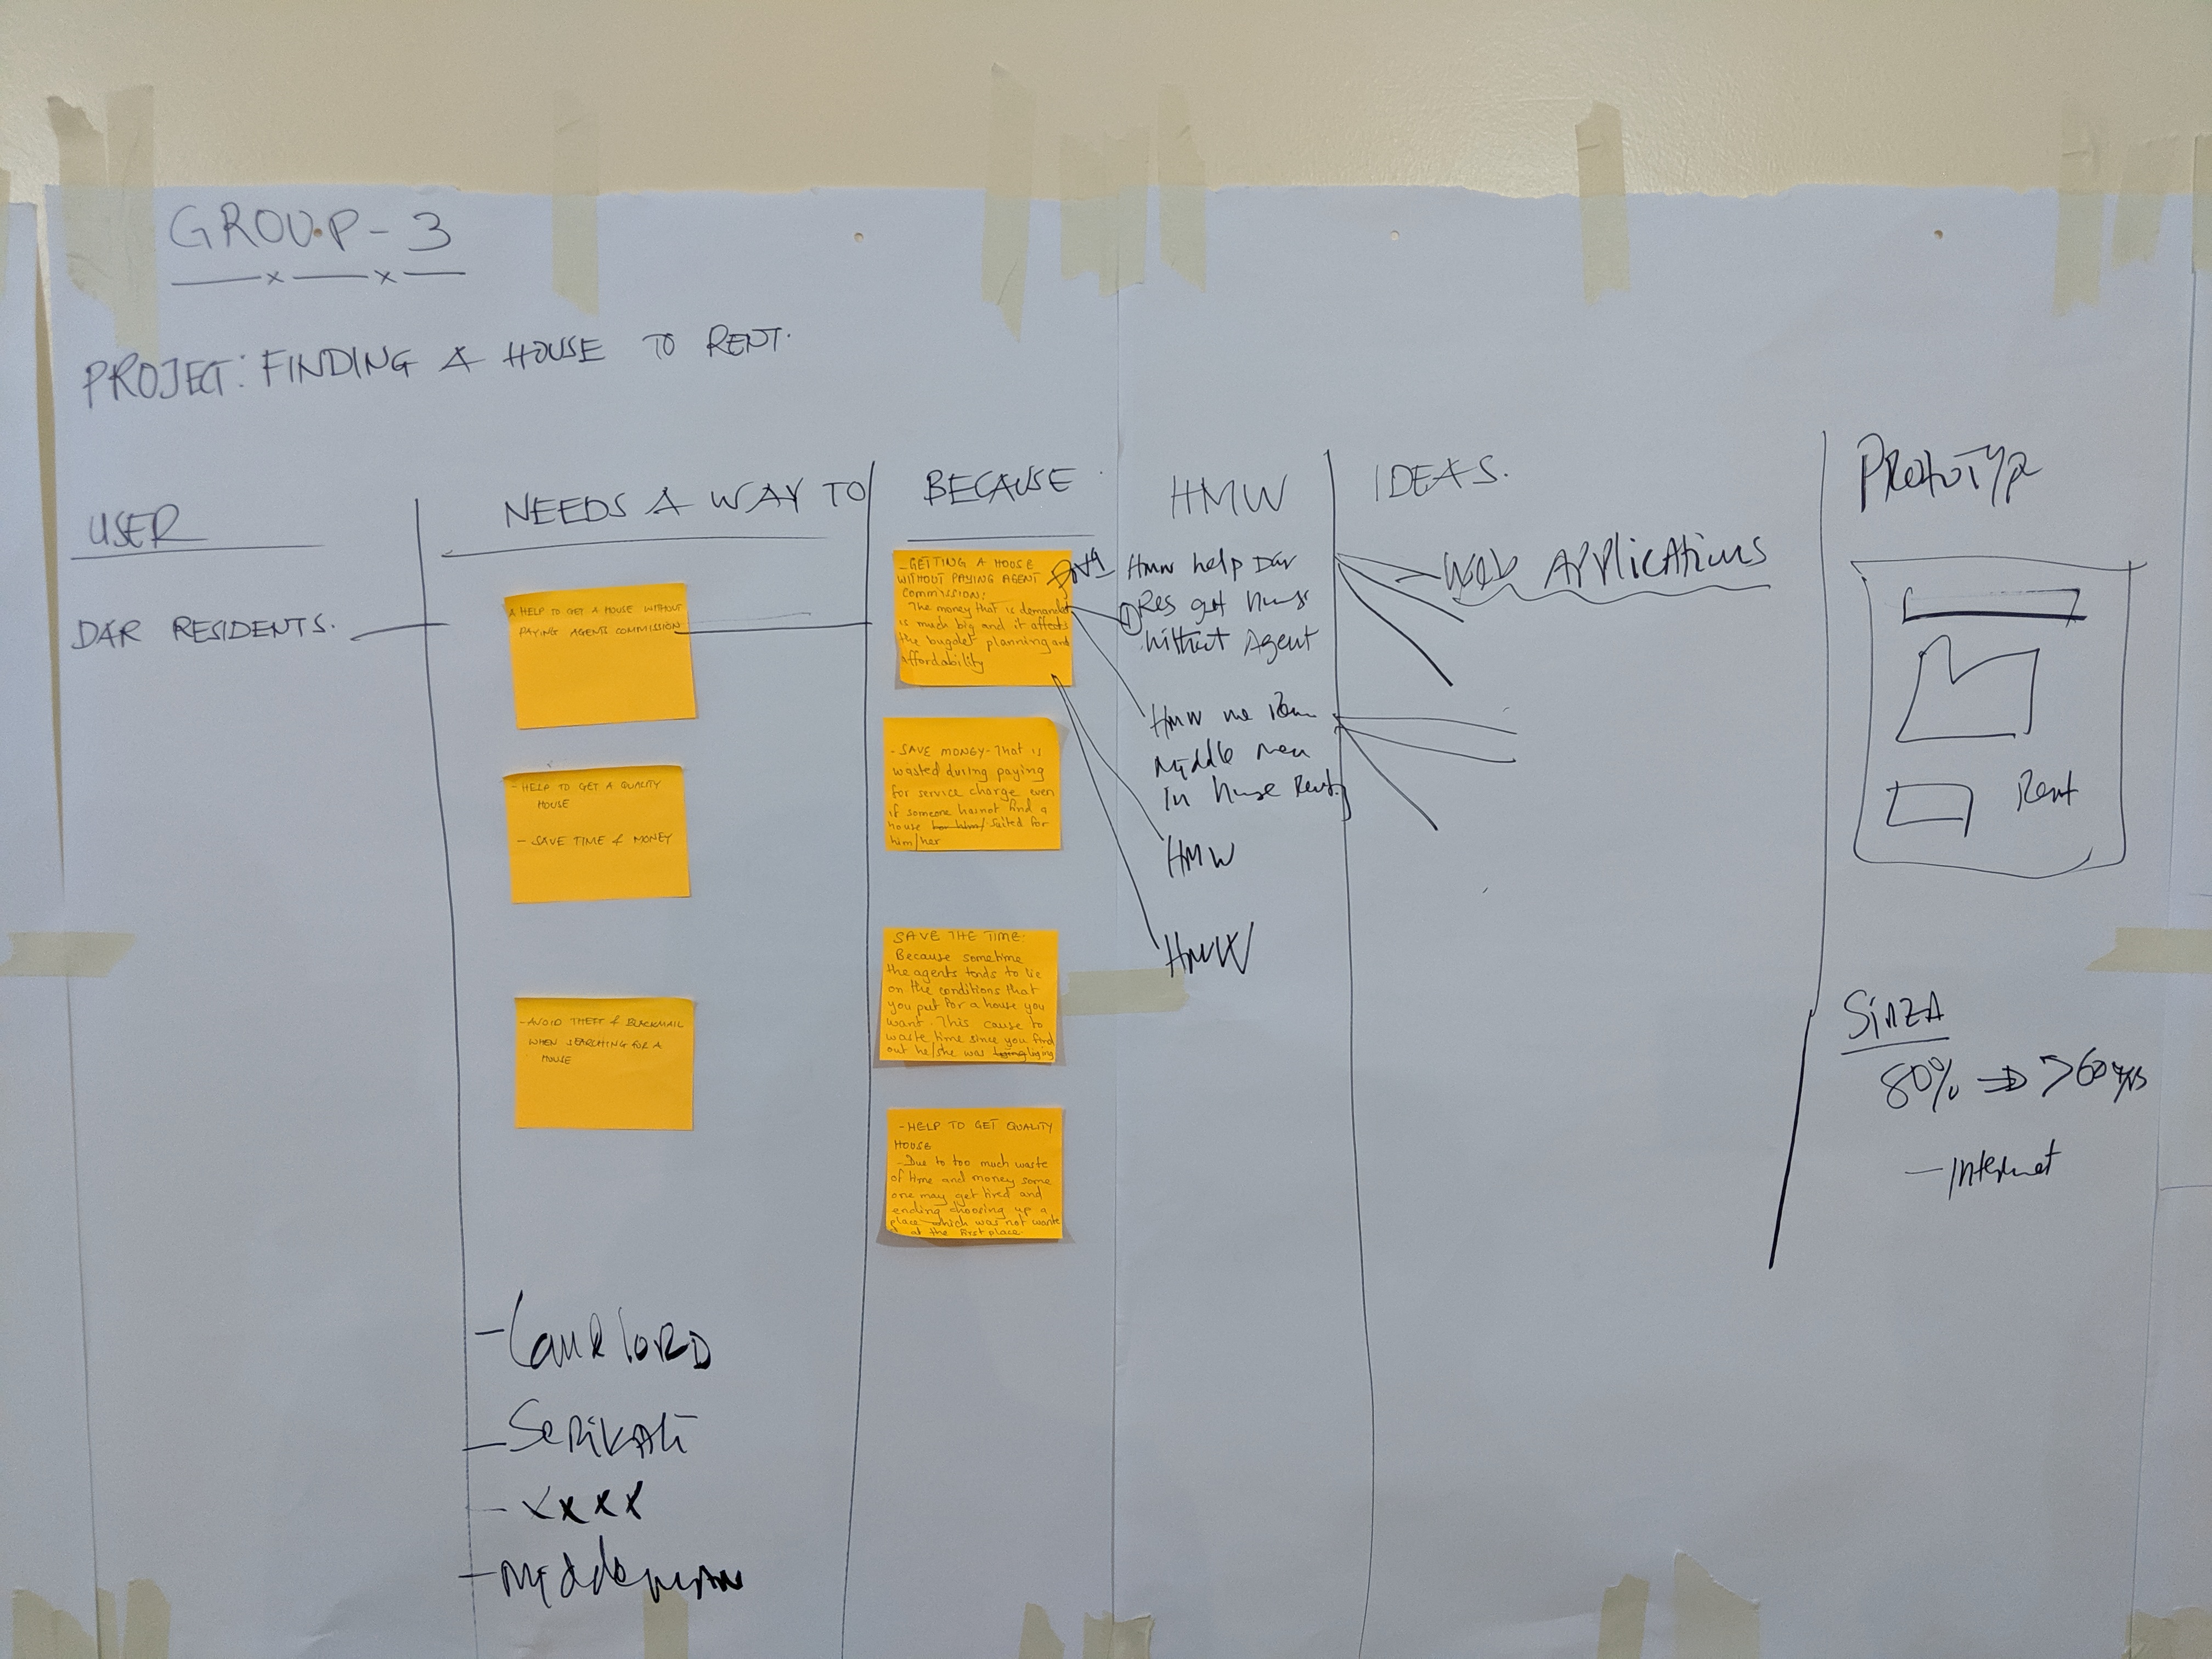 GROUP-3
PROJECT: FINDING A HOUSE TO RENT.
USER
DAR RESIDENTS.
NEEDS A WAY TO
A HELP TO GET A HOUSE WITHOUT
PAYING AGENTS COMMISSION
- HELP TO GET A QUALITY
HOUSE
- SAVE TIME & MONEY
- AVOID THEFT & BLACKMAIL
WHEN SEARCHING FOR A
HOUSE
- Landlord
- Serikali
- xxxx
- Middleman
BECAUSE
- GETTING A HOUSE
WITHOUT PAYING AGENT
COMMISSION:
The money that is demanded
is much big and it affects
the bugdet planning and
affordability
- SAVE MONEY - That is
wasted during paying
for service charge even
if someone has not find a
house for him/ suited for
him/her
SAVE THE TIME:
Because sometime
the agents tends to lie
on the conditions that
you put for a house you
want. This cause to
waste time since you find
out he/she was liging
- HELP TO GET QUALITY
HOUSE
- Due to too much waste
of time and money some
one may get tired and
ending choosing up a
place which was not wante
at the first place.
HMW
Hmw help Dar
Res get house
without Agent
HMW we
Middle men
In house Rent
HMW
HMW
IDEAS.
- Web Applications
Prototype
Rent
SinZA
80% ⇒ >60yrs
- Internet